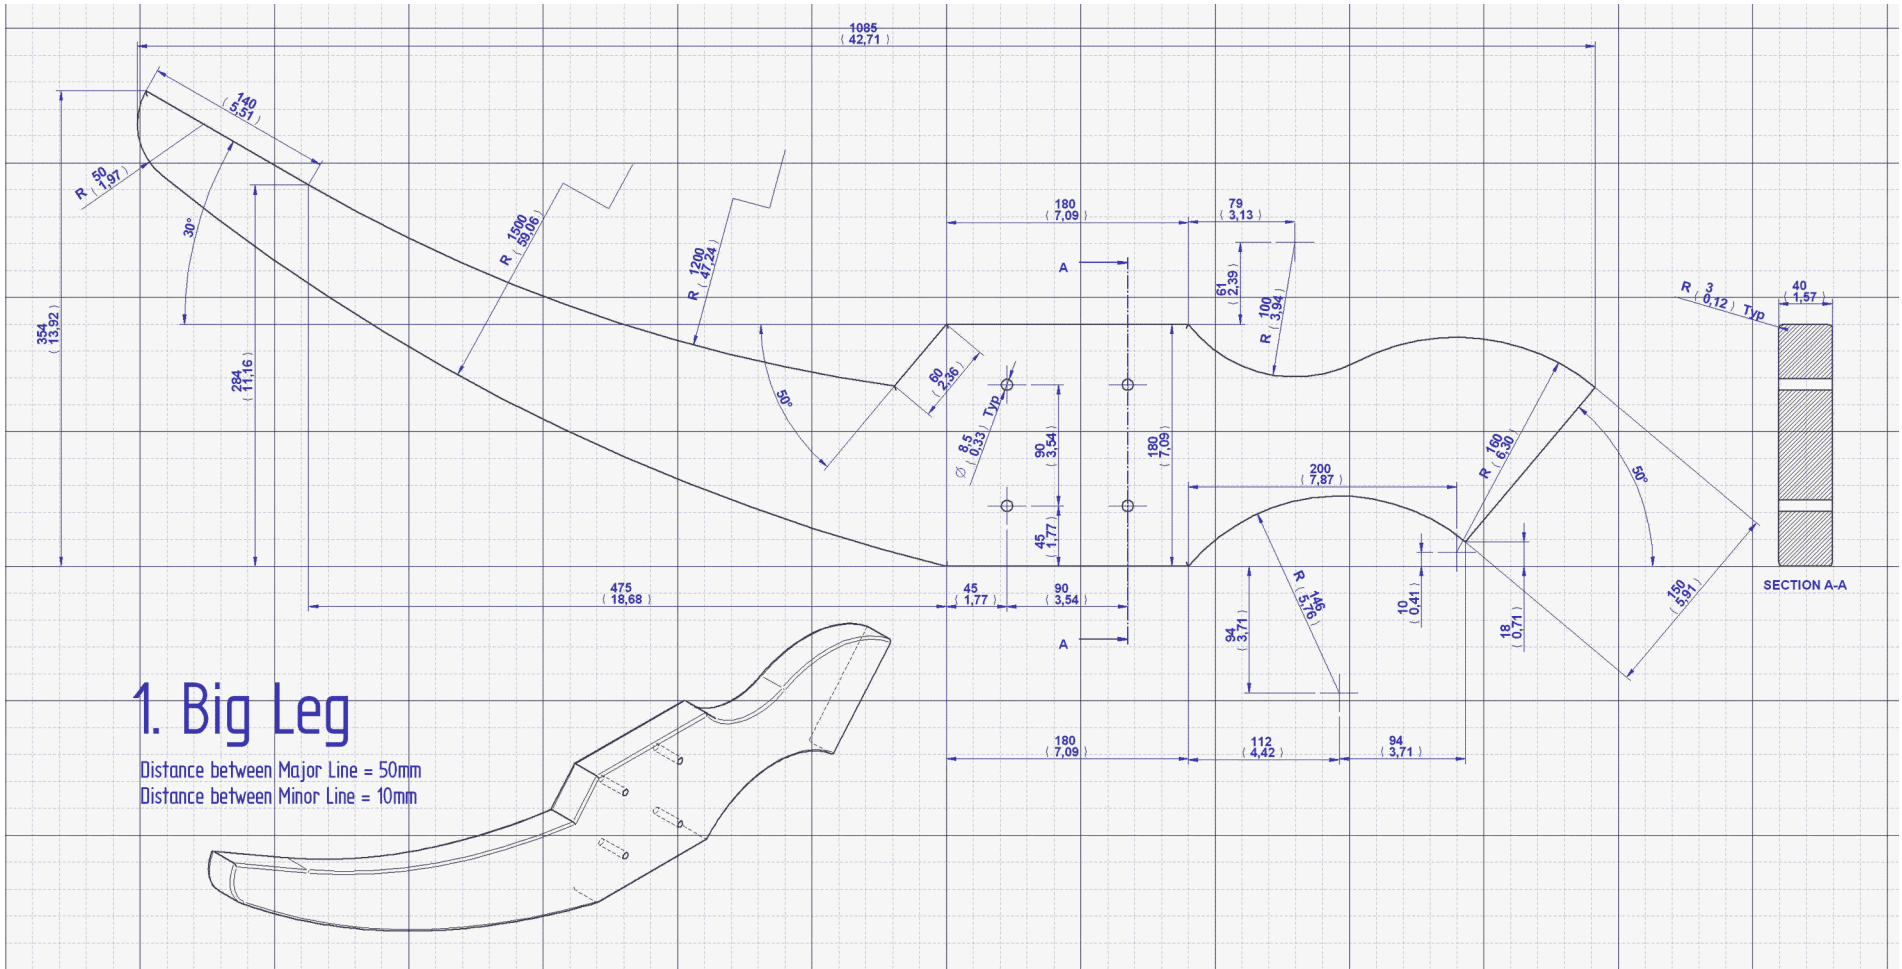 1085
( 42,71 )
140
( 5,51 )
R 50
( 1,97 )
30°
354
( 13,92 )
284
( 11,16 )
R 1500
( 59,06 )
R 1200
( 47,24 )
180
( 7,09 )
79
( 3,13 )
A
61
( 2,39 )
R 100
( 3,94 )
R 3
( 0,12 ) Typ
40
( 1,57 )
50°
60
( 2,36 )
Ø 8,5
( 0,33 ) Typ
90
( 3,54 )
180
( 7,09 )
45
( 1,77 )
200
( 7,87 )
R 160
( 6,30 )
50°
R 146
( 5,76 )
10
( 0,41 )
18
( 0,71 )
150
( 5,91 )
SECTION A-A
475
( 18,68 )
45
( 1,77 )
90
( 3,54 )
A
94
( 3,71 )
180
( 7,09 )
112
( 4,42 )
94
( 3,71 )
1. Big Leg
Distance between Major Line = 50mm
Distance between Minor Line = 10mm